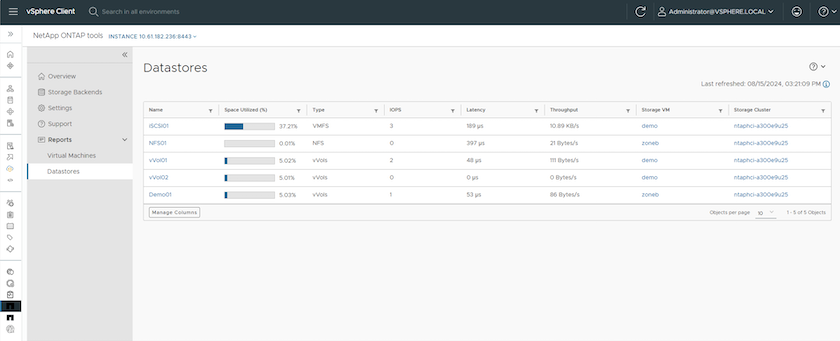 vSphere Client
Search in all environments
Administrator@VSPHERE.LOCAL
NetApp ONTAP tools INSTANCE 10.61.182.236:8443
Overview
Storage Backends
Settings
Support
Reports
Virtual Machines
Datastores
Datastores
Last refreshed: 08/15/2024, 03:21:09 PM
Name Space Utilized (%) Type IOPS Latency Throughput Storage VM Storage Cluster
iSCSI01 37.21% VMFS 3 189 µs 10.89 KB/s demo ntaphci-a300e9u25
NFS01 0.01% NFS 0 397 µs 21 Bytes/s zoneb ntaphci-a300e9u25
vVol01 5.02% vVols 2 48 µs 111 Bytes/s demo ntaphci-a300e9u25
vVol02 5.01% vVols 0 0 µs 0 Bytes/s demo ntaphci-a300e9u25
Demo01 5.03% vVols 1 53 µs 86 Bytes/s zoneb ntaphci-a300e9u25
Manage Columns Objects per page 10 1 - 5 of 5 Objects